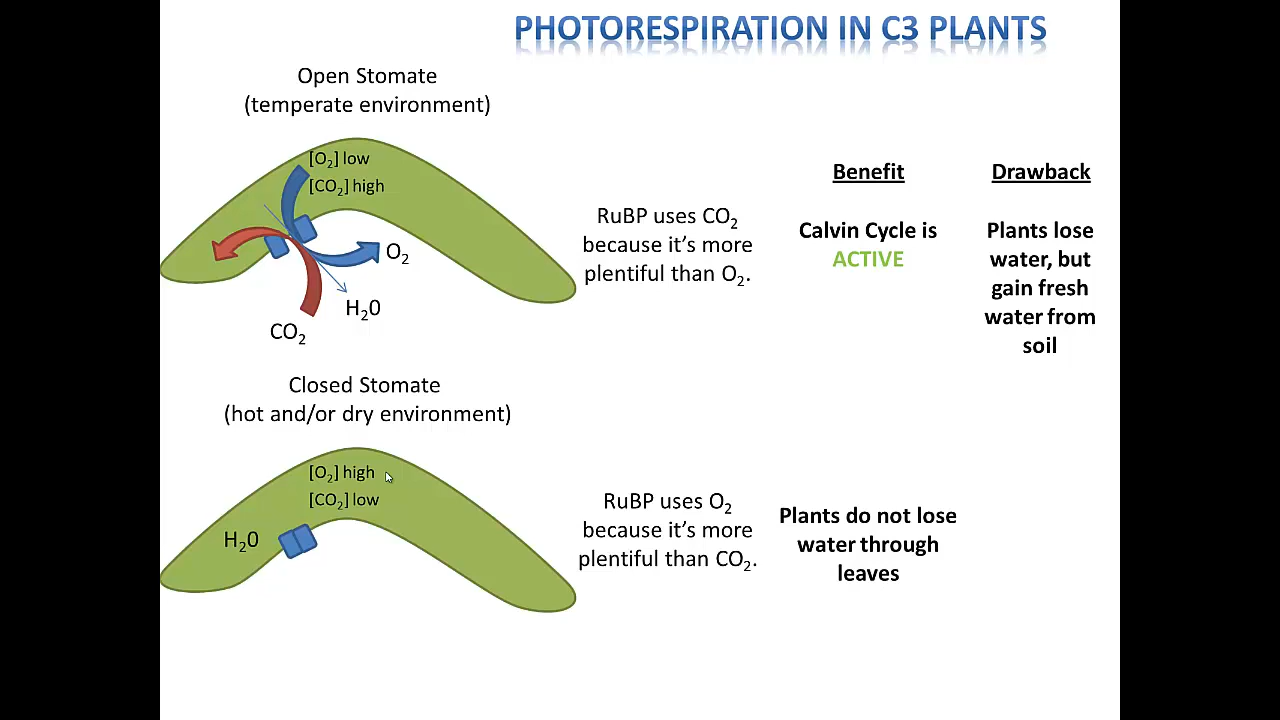 PHOTORESPIRATION IN C3 PLANTS
Open Stomate
(temperate environment)
[O₂] low
[CO₂] high
O₂
H₂0
CO₂
RuBP uses CO₂
because it's more
plentiful than O₂.
Benefit
Calvin Cycle is
ACTIVE
Drawback
Plants lose
water, but
gain fresh
water from
soil
Closed Stomate
(hot and/or dry environment)
[O₂] high
[CO₂] low
H₂0
RuBP uses O₂
because it's more
plentiful than CO₂.
Plants do not lose
water through
leaves